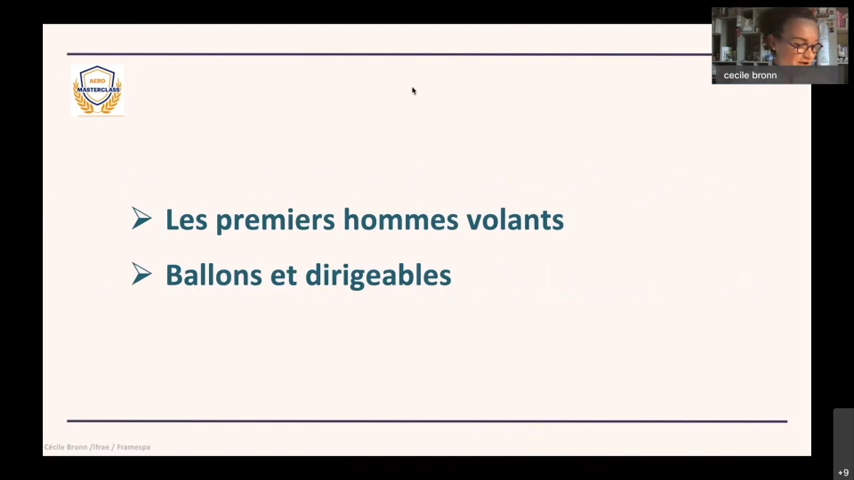 AERO
MASTERCLASS
cecile bronn
Les premiers hommes volants
Ballons et dirigeables
Cécile Bronn /ifrae / Framespa
+9